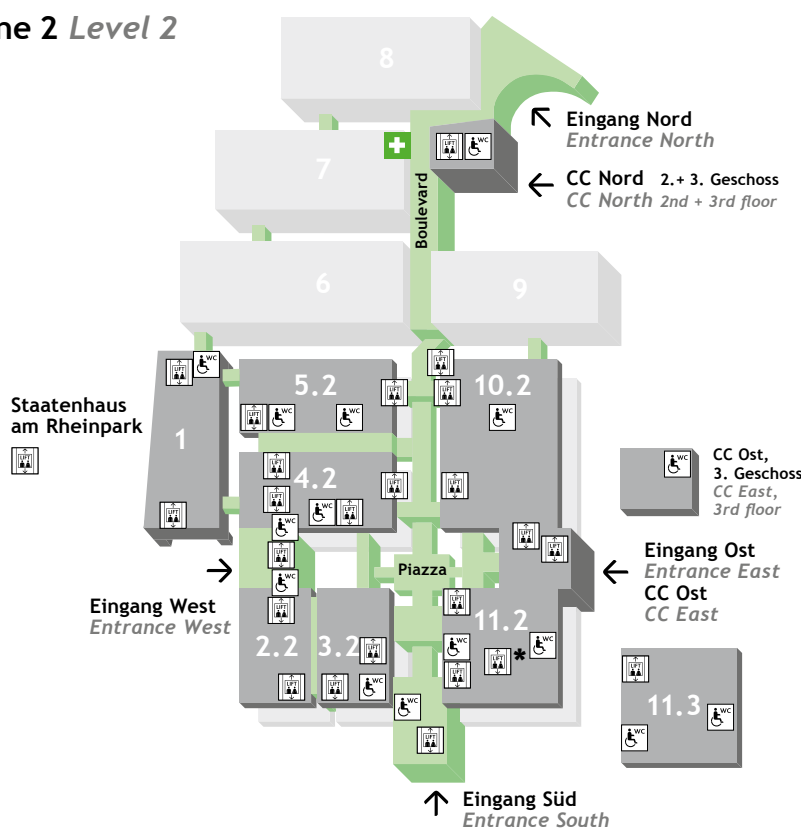 ne 2 Level 2
8
Eingang Nord
Entrance North
7
CC Nord 2.+ 3. Geschoss
CC North 2nd + 3rd floor
Boulevard
6
9
LIFT
WC
5.2
10.2
Staatenhaus
am Rheinpark
1
4.2
CC Ost,
3. Geschoss
CC East,
3rd floor
Eingang Ost
Entrance East
CC Ost
CC East
Piazza
Eingang West
Entrance West
2.2
3.2
11.2
*
11.3
Eingang Süd
Entrance South